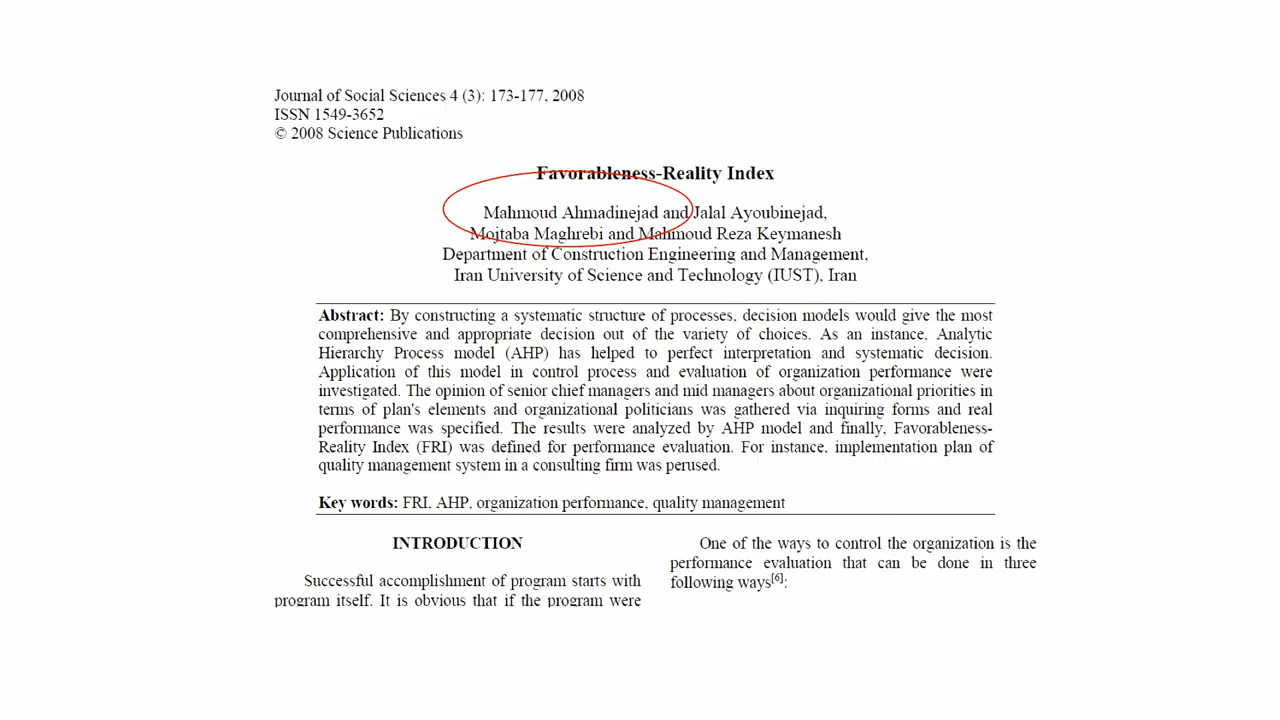 Journal of Social Sciences 4 (3): 173-177, 2008
ISSN 1549-3652
© 2008 Science Publications
Favorableness-Reality Index
Mahmoud Ahmadinejad and Jalal Ayoubinejad,
Mojtaba Maghrebi and Mahmoud Reza Keymanesh
Department of Construction Engineering and Management,
Iran University of Science and Technology (IUST), Iran
Abstract: By constructing a systematic structure of processes, decision models would give the most
comprehensive and appropriate decision out of the variety of choices. As an instance, Analytic
Hierarchy Process model (AHP) has helped to perfect interpretation and systematic decision.
Application of this model in control process and evaluation of organization performance were
investigated. The opinion of senior chief managers and mid managers about organizational priorities in
terms of plan's elements and organizational politicians was gathered via inquiring forms and real
performance was specified. The results were analyzed by AHP model and finally, Favorableness-
Reality Index (FRI) was defined for performance evaluation. For instance, implementation plan of
quality management system in a consulting firm was perused.
Key words: FRI, AHP, organization performance, quality management
INTRODUCTION
Successful accomplishment of program starts with
program itself. It is obvious that if the program were
One of the ways to control the organization is the
performance evaluation that can be done in three
following ways[6]: